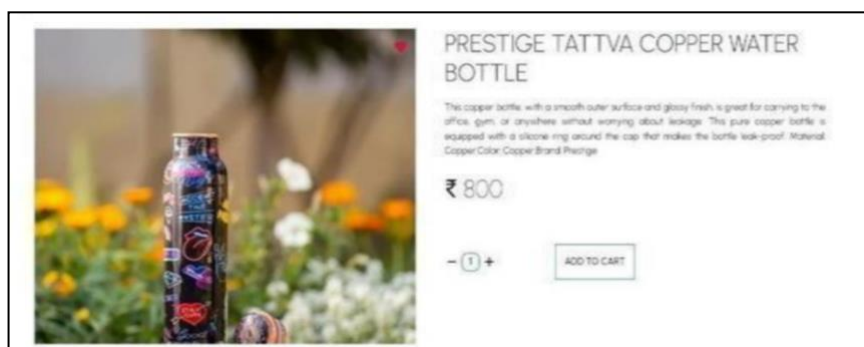 PRESTIGE TATTVA COPPER WATER
BOTTLE
This copper bottle, with a smooth outer surface and glossy finish, is great for carrying to the
office, gym, or anywhere without worrying about leakage. This pure copper bottle is
equipped with a silicone ring around the cap that makes the bottle leak-proof. Material:
Copper Color: Copper Brand: Prestige
₹ 800
- 1 +
ADD TO CART